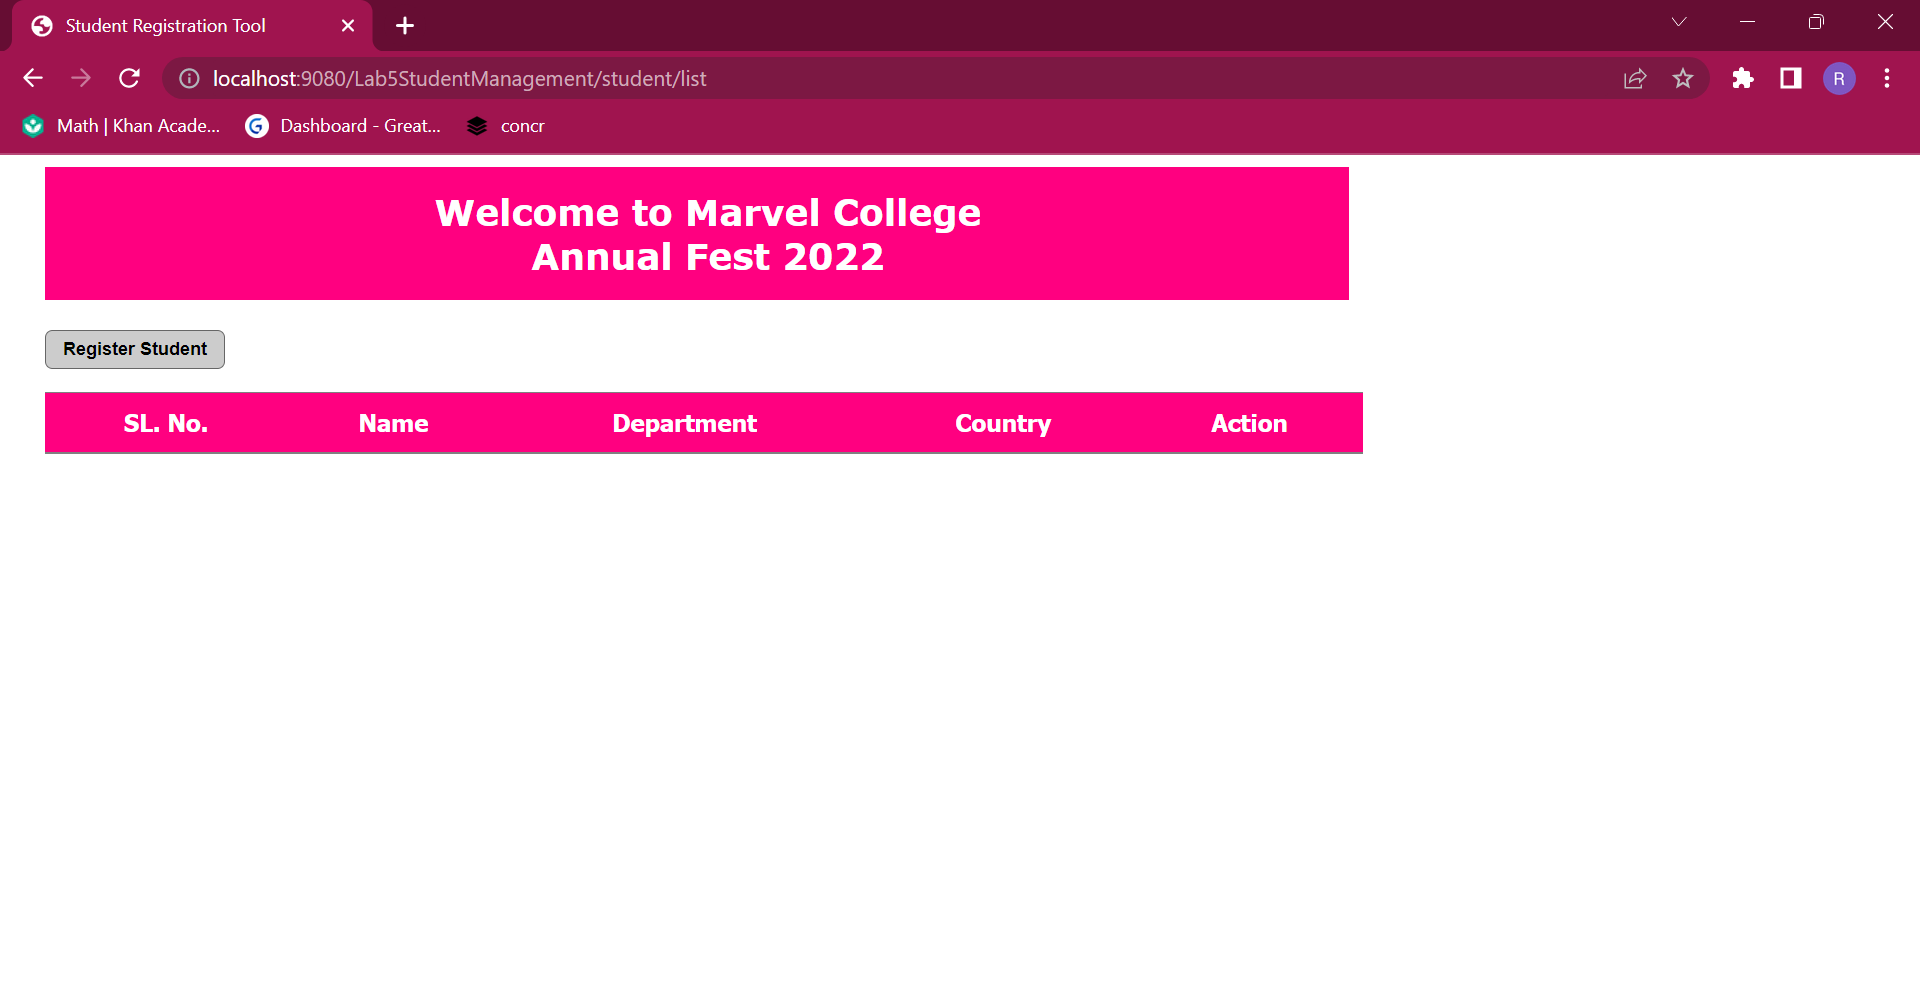 Student Registration Tool
localhost:9080/Lab5StudentManagement/student/list
R
Math | Khan Acade...
Dashboard - Great...
concr
Welcome to Marvel College
Annual Fest 2022
Register Student
SL. No. Name Department Country Action